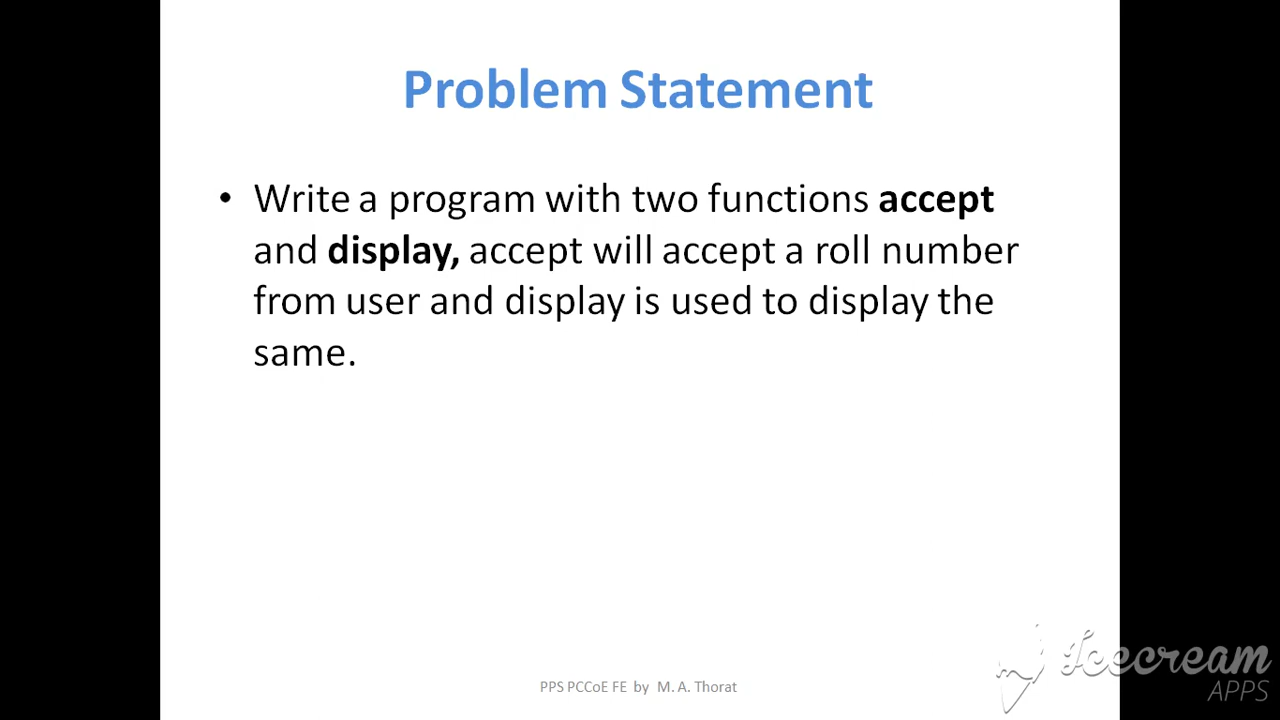 Problem Statement
• Write a program with two functions accept
and display, accept will accept a roll number
from user and display is used to display the
same.
PPS PCCoE FE by M. A. Thorat
Icecream
APPS